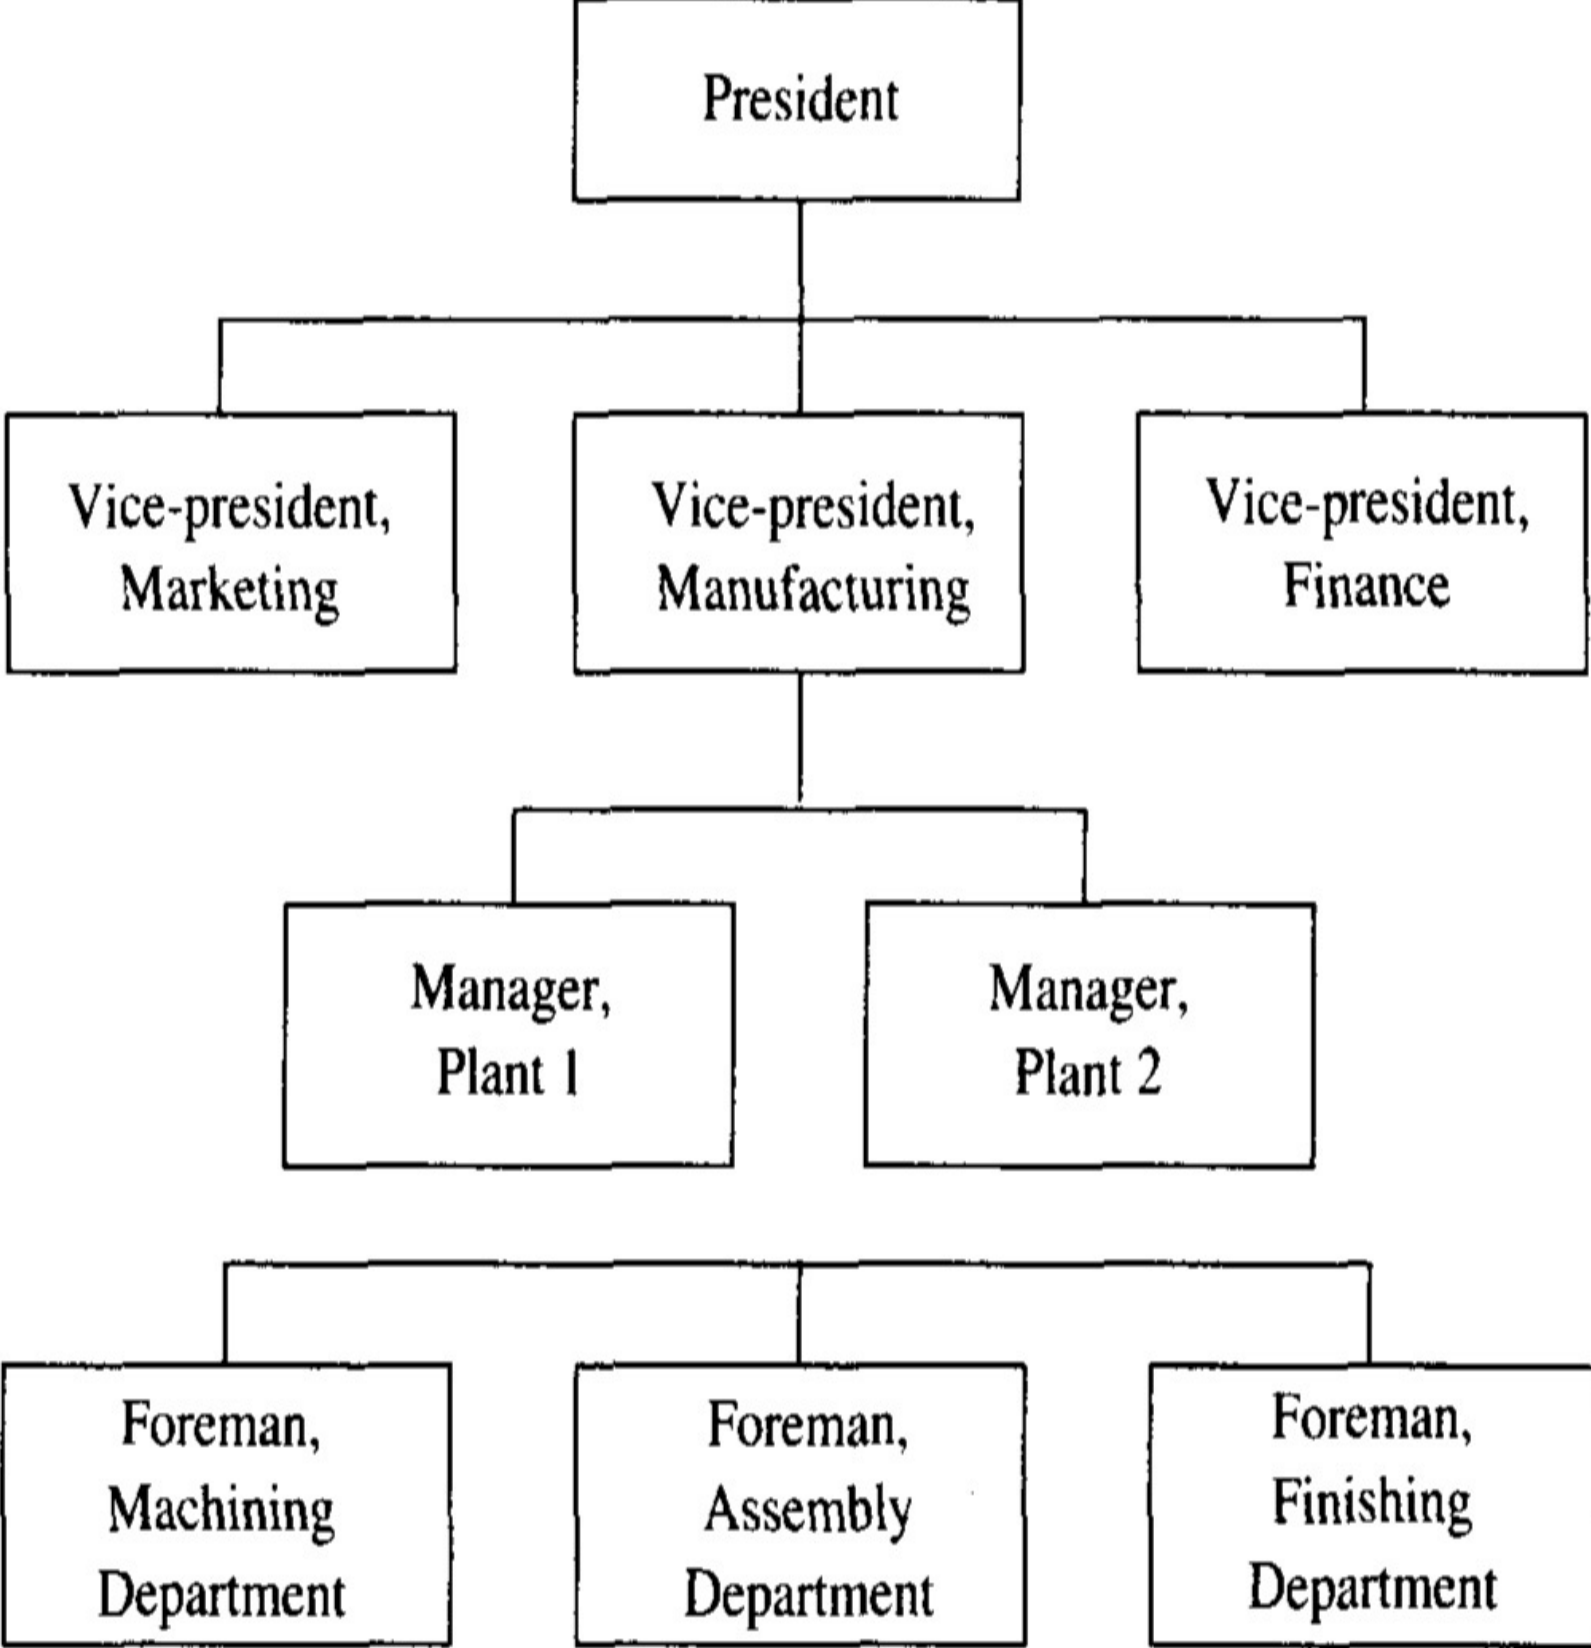 President
Vice-president,
Marketing
Vice-president,
Manufacturing
Vice-president,
Finance
Manager,
Plant 1
Manager,
Plant 2
Foreman,
Machining
Department
Foreman,
Assembly
Department
Foreman,
Finishing
Department